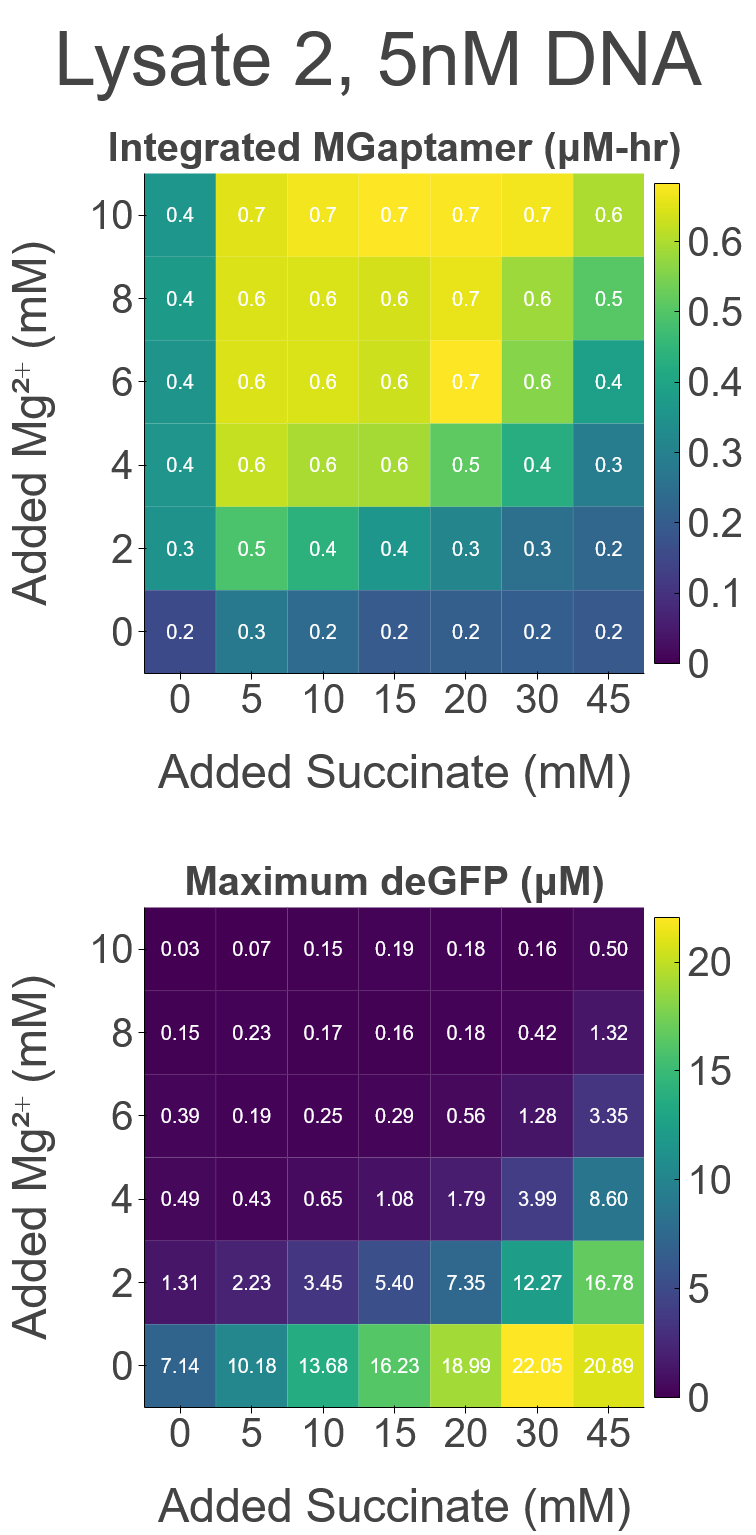 Lysate 2, 5nM DNA
Integrated MGaptamer (µM-hr)
Added Mg²⁺ (mM)
10 0.4 0.7 0.7 0.7 0.7 0.7 0.6
8 0.4 0.6 0.6 0.6 0.7 0.6 0.5
6 0.4 0.6 0.6 0.6 0.7 0.6 0.4
4 0.4 0.6 0.6 0.6 0.5 0.4 0.3
2 0.3 0.5 0.4 0.4 0.3 0.3 0.2
0 0.2 0.3 0.2 0.2 0.2 0.2 0.2
0 5 10 15 20 30 45
Added Succinate (mM)
0.6
0.5
0.4
0.3
0.2
0.1
0
Maximum deGFP (µM)
Added Mg²⁺ (mM)
10 0.03 0.07 0.15 0.19 0.18 0.16 0.50
8 0.15 0.23 0.17 0.16 0.18 0.42 1.32
6 0.39 0.19 0.25 0.29 0.56 1.28 3.35
4 0.49 0.43 0.65 1.08 1.79 3.99 8.60
2 1.31 2.23 3.45 5.40 7.35 12.27 16.78
0 7.14 10.18 13.68 16.23 18.99 22.05 20.89
0 5 10 15 20 30 45
Added Succinate (mM)
20
15
10
5
0